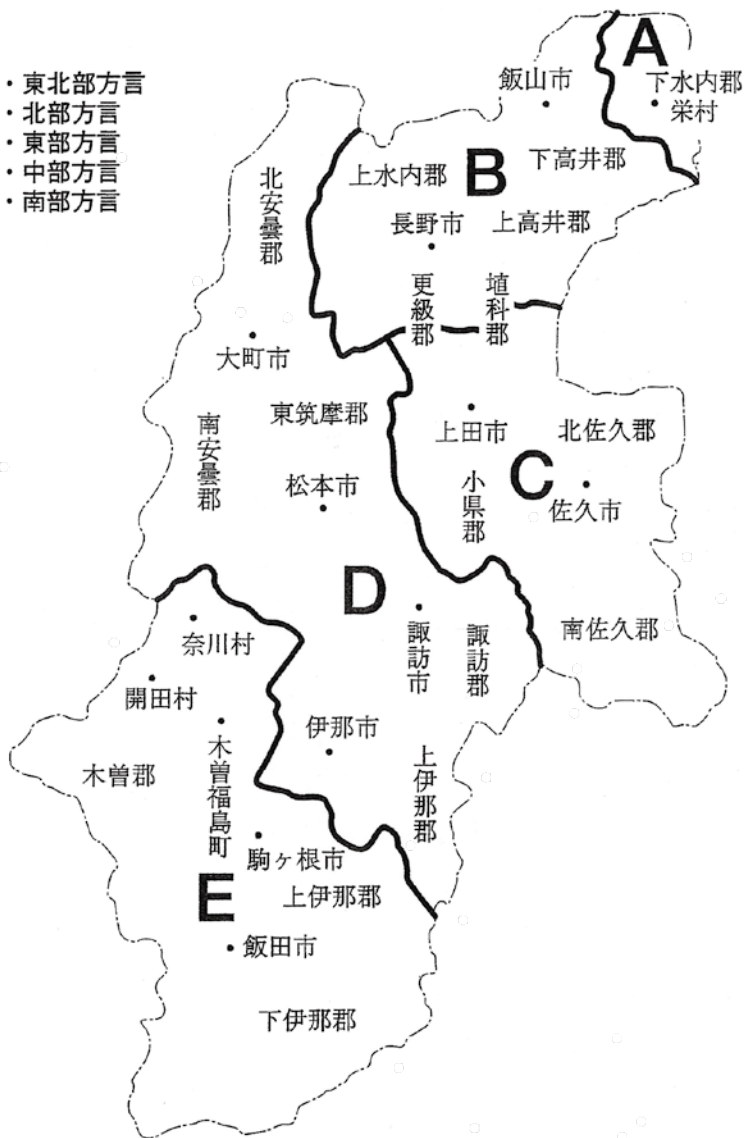 ・東北部方言
・北部方言
・東部方言
・中部方言
・南部方言
A
飯山市
下水内郡
栄村
B
上水内郡
下高井郡
北安曇郡
長野市
上高井郡
更級郡
埴科郡
大町市
東筑摩郡
上田市
北佐久郡
南安曇郡
C
松本市
小県郡
佐久市
D
奈川村
諏訪市
諏訪郡
南佐久郡
開田村
伊那市
木曽郡
木曽福島町
上伊那郡
駒ヶ根市
E
上伊那郡
飯田市
下伊那郡